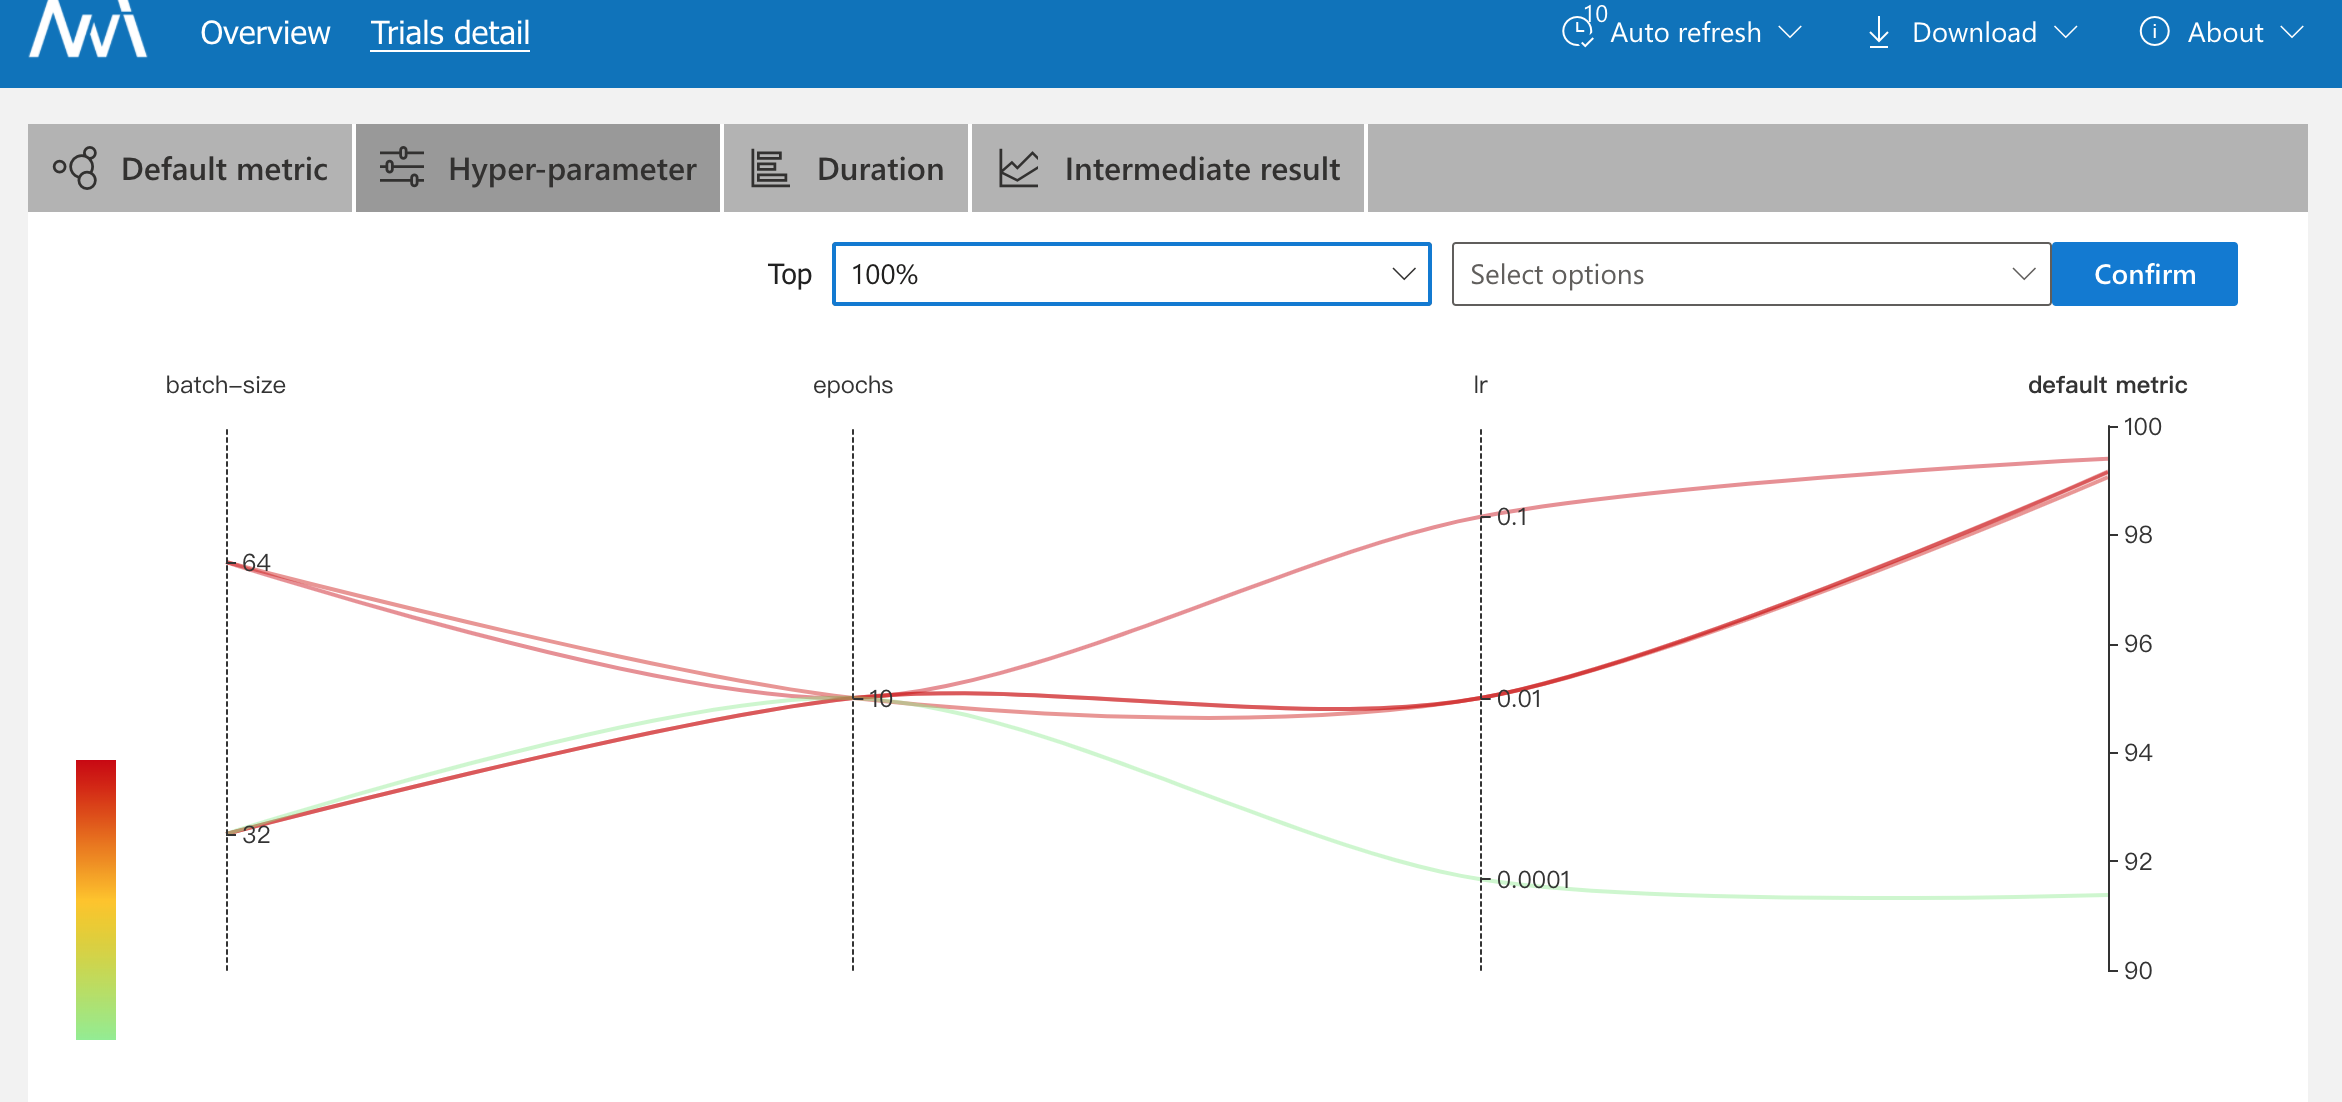 Overview Trials detail 10 Auto refresh Download About
Default metric Hyper-parameter Duration Intermediate result
Top 100% Select options Confirm
batch-size epochs lr default metric
100
0.1
98
64
96
10 0.01
94
32
92
0.0001
90